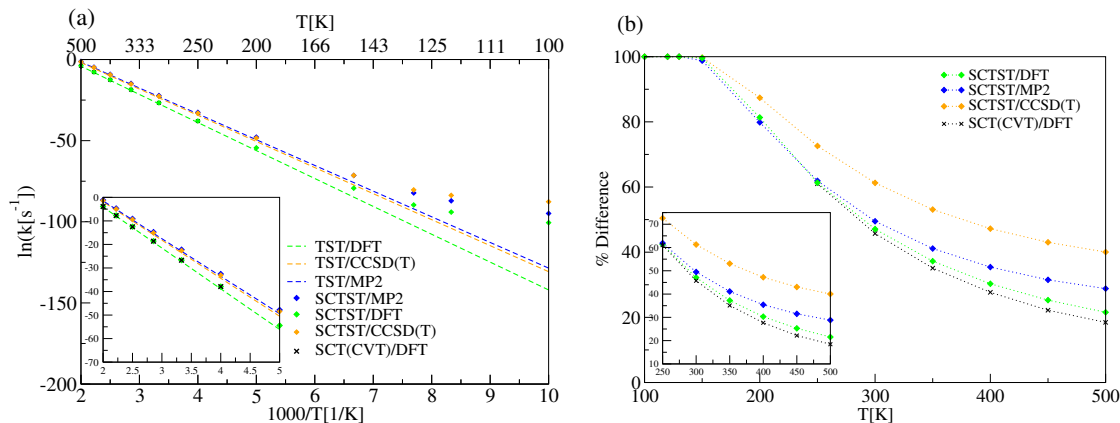 (a)
T[K]
500 333 250 200 166 143 125 111 100
0
-50
-100
-150
-200
ln(k[s⁻¹])
2 3 4 5 6 7 8 9 10
1000/T[1/K]
TST/DFT
TST/CCSD(T)
TST/MP2
SCTST/MP2
SCTST/DFT
SCTST/CCSD(T)
SCT(CVT)/DFT
0
-10
-20
-30
-40
-50
-60
-70
2 2.5 3 3.5 4 4.5 5
(b)
100
80
60
40
20
0
% Difference
100 200 300 400 500
T[K]
SCTST/DFT
SCTST/MP2
SCTST/CCSD(T)
SCT(CVT)/DFT
70
60
50
40
30
20
10
250 300 350 400 450 500